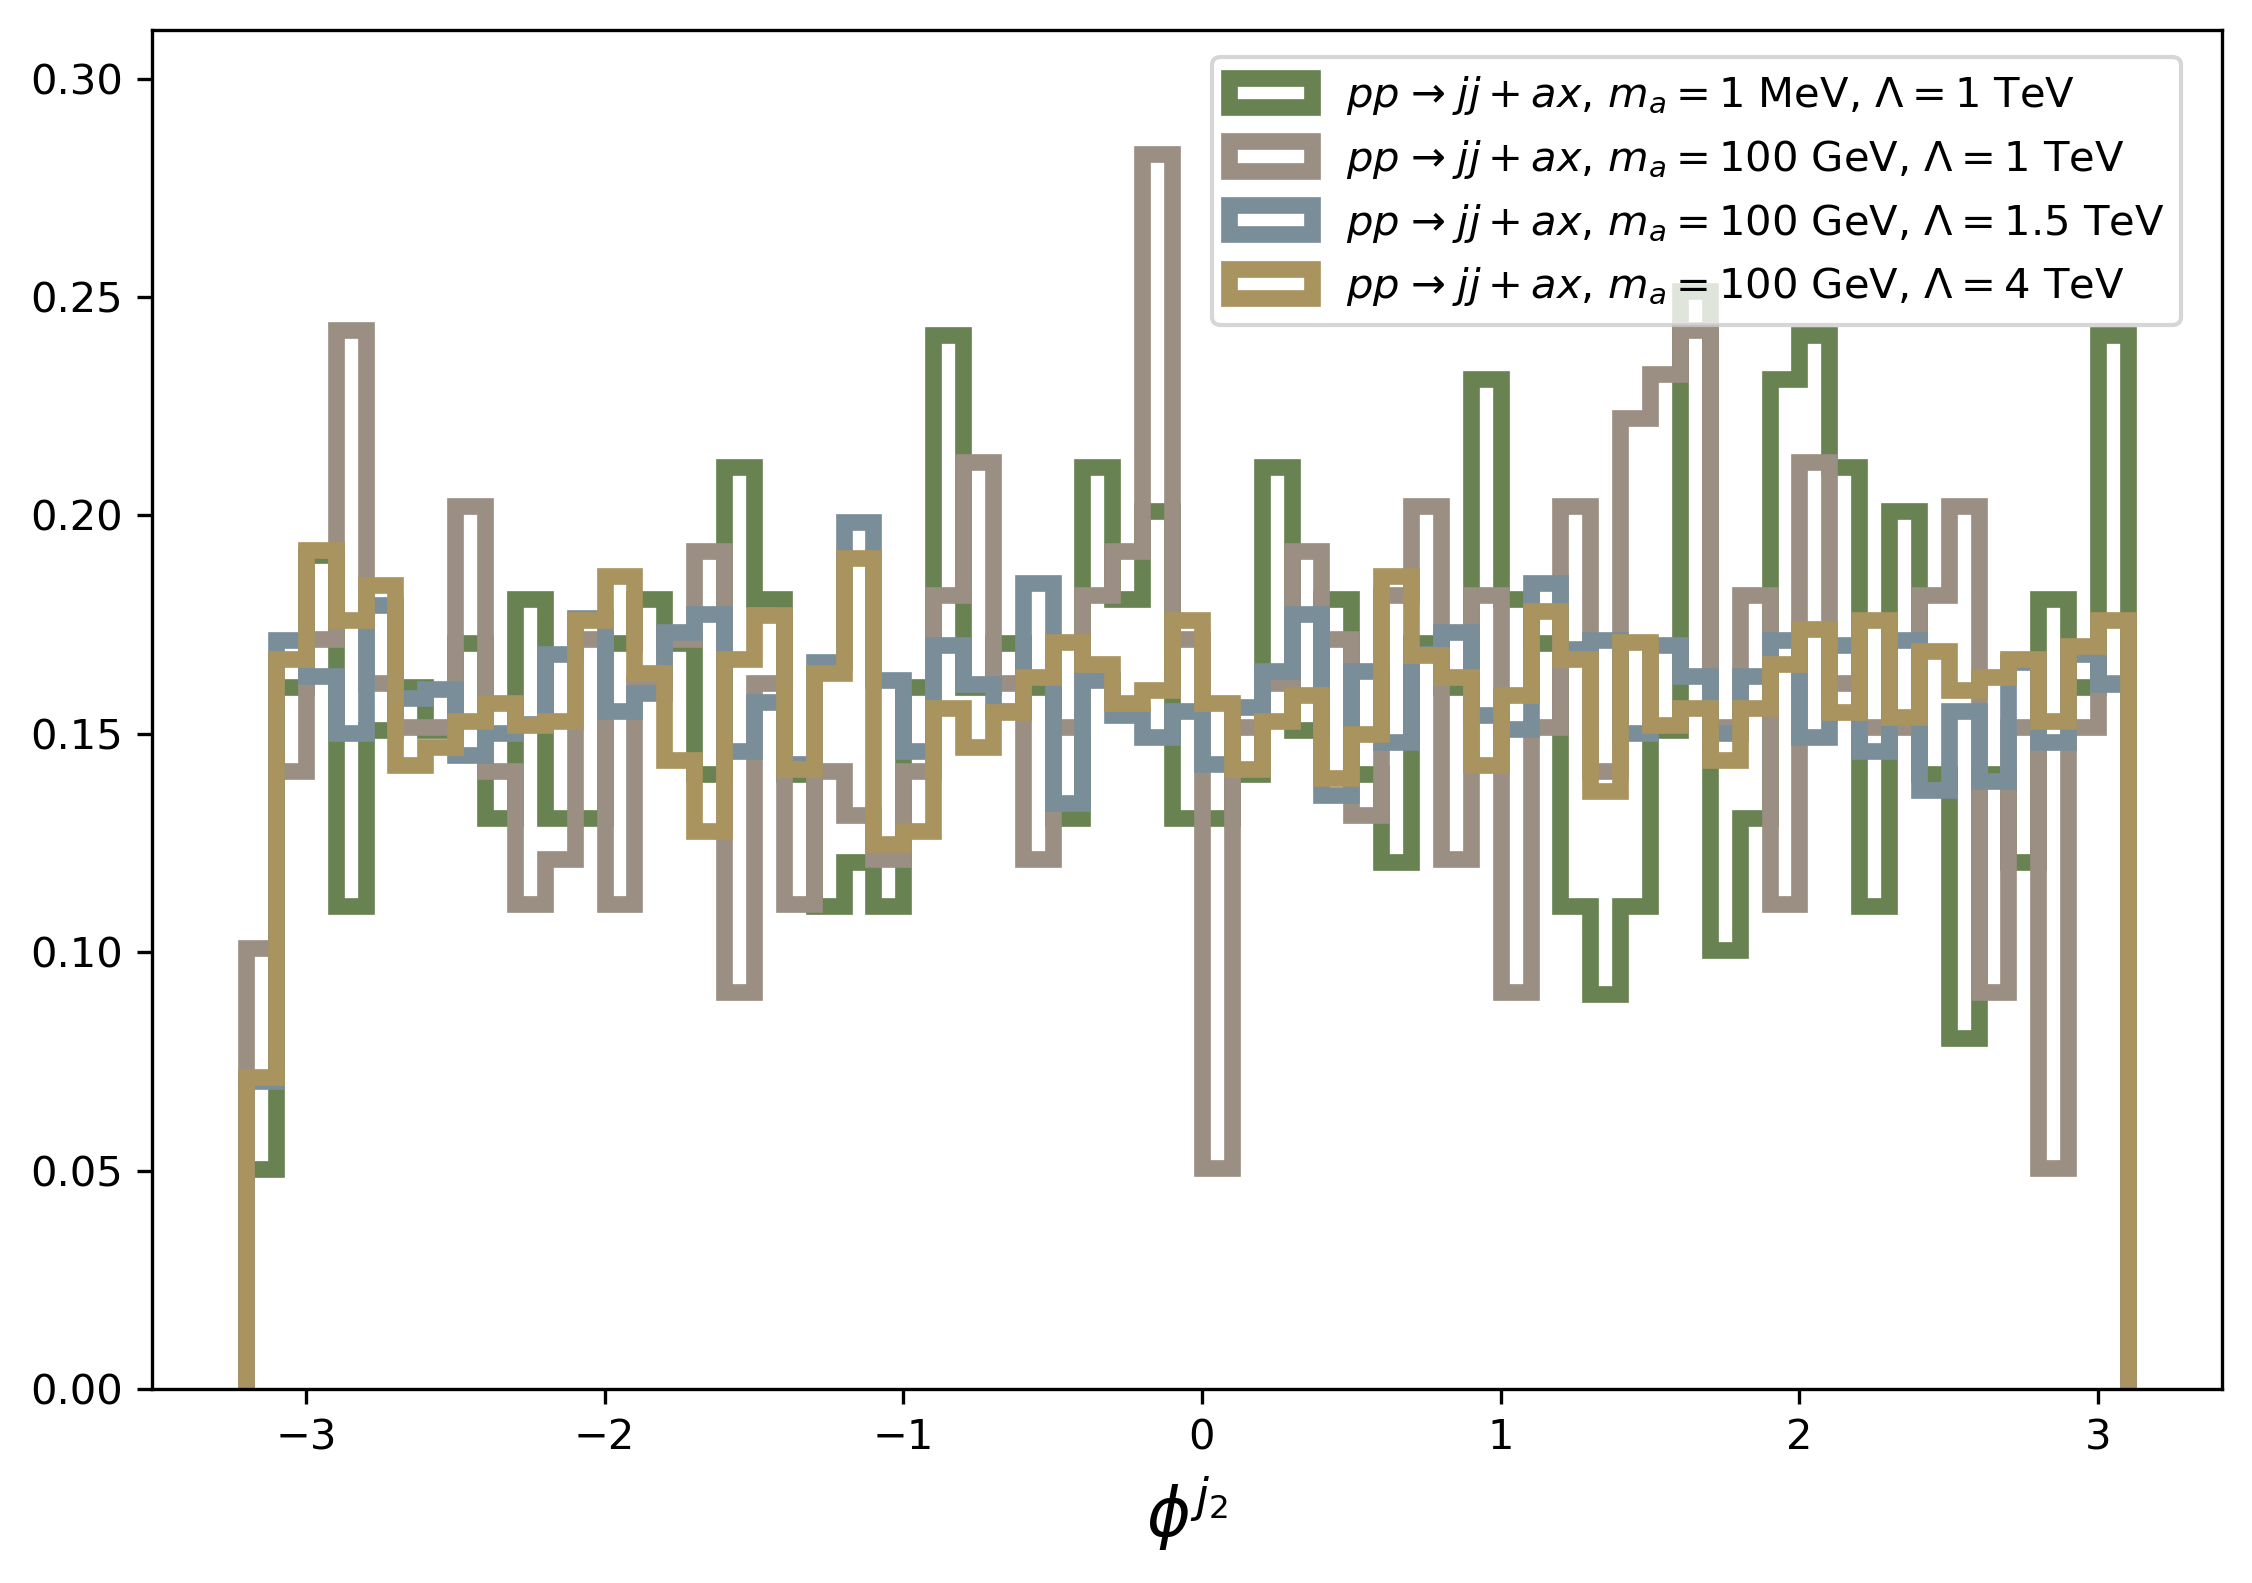 0.30
0.25
0.20
0.15
0.10
0.05
0.00
−3
−2
−1
0
1
2
3
ϕ^{j_2}
pp → jj + ax, m_a = 1 MeV, Λ = 1 TeV
pp → jj + ax, m_a = 100 GeV, Λ = 1 TeV
pp → jj + ax, m_a = 100 GeV, Λ = 1.5 TeV
pp → jj + ax, m_a = 100 GeV, Λ = 4 TeV